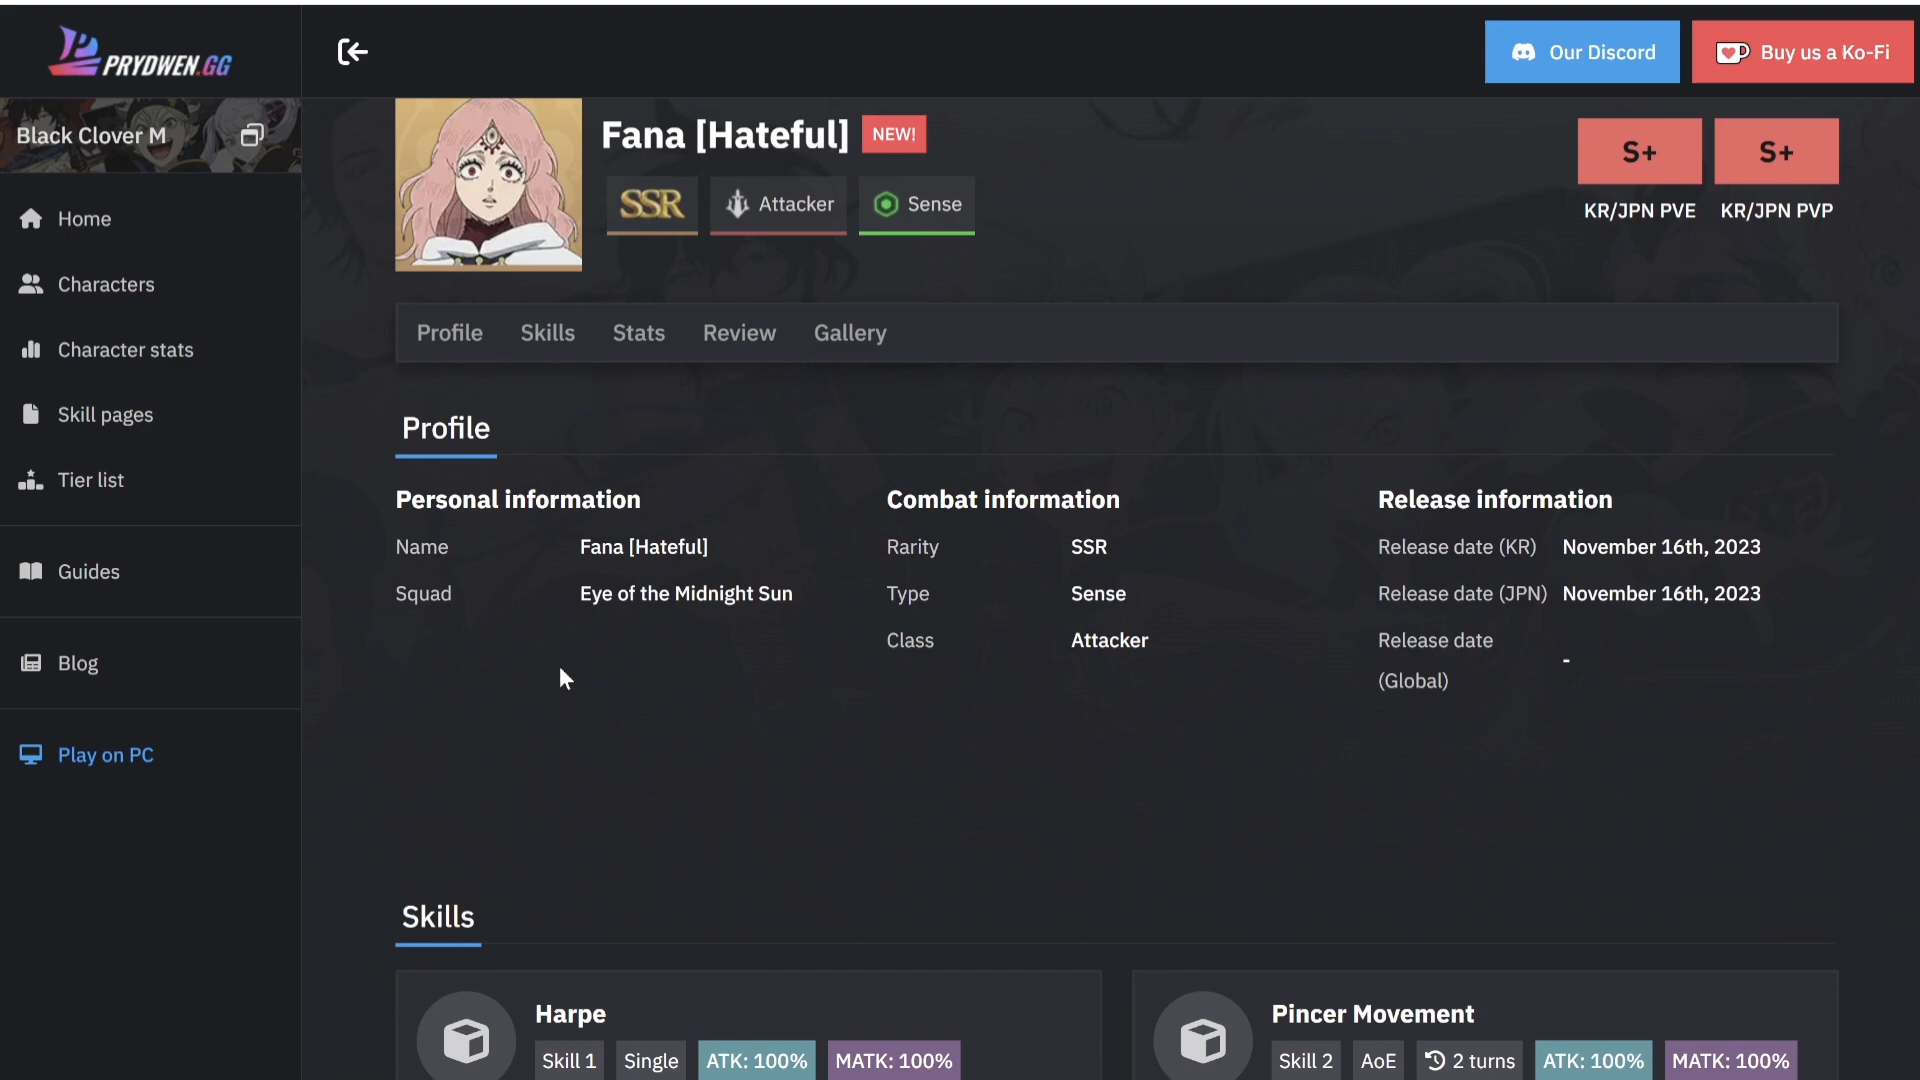 PRYDWEN.GG
Our Discord
Buy us a Ko-Fi
Black Clover M
Home
Characters
Character stats
Skill pages
Tier list
Guides
Blog
Play on PC
Fana [Hateful] NEW!
SSR Attacker Sense
S+ S+
KR/JPN PVE KR/JPN PVP
Profile Skills Stats Review Gallery
Profile
Personal information
Name Fana [Hateful]
Squad Eye of the Midnight Sun
Combat information
Rarity SSR
Type Sense
Class Attacker
Release information
Release date (KR) November 16th, 2023
Release date (JPN) November 16th, 2023
Release date
(Global) -
Skills
Harpe
Skill 1 Single ATK: 100% MATK: 100%
Pincer Movement
Skill 2 AoE 2 turns ATK: 100% MATK: 100%